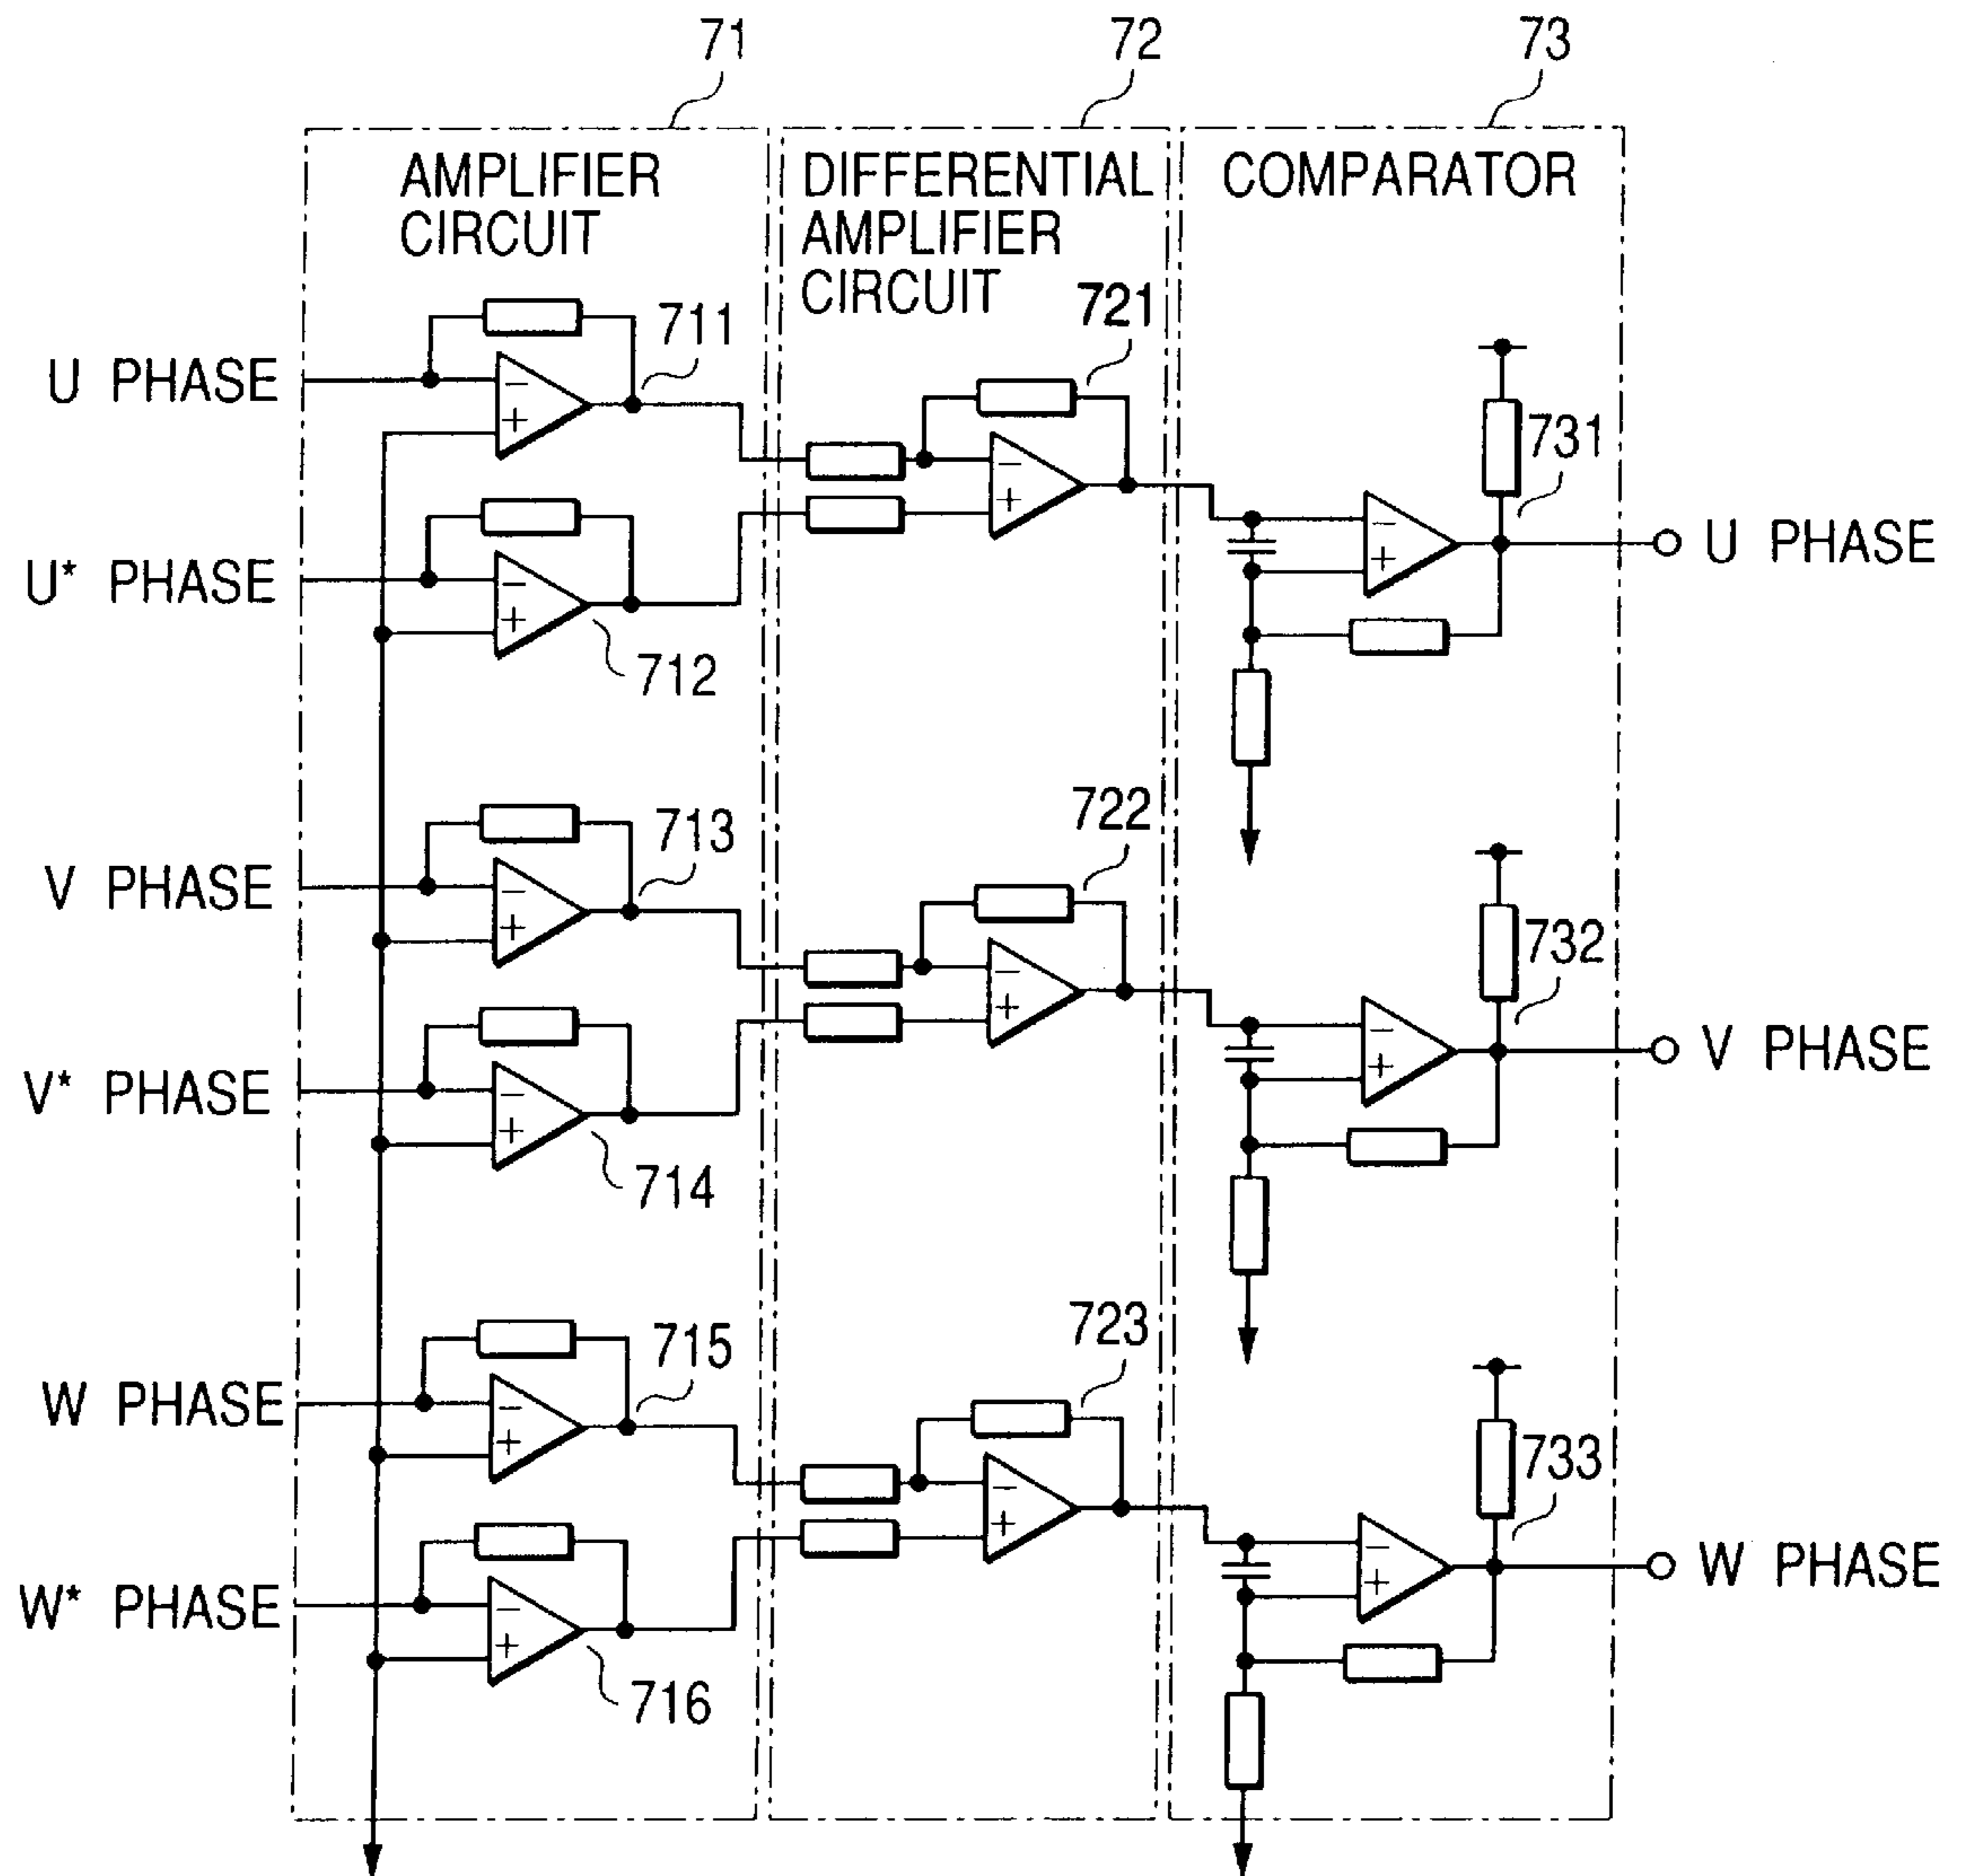 71
72
73
AMPLIFIER
CIRCUIT
DIFFERENTIAL
AMPLIFIER
CIRCUIT
COMPARATOR
711
721
U PHASE
−
+
−
+
731
U* PHASE
−
+
712
−
+
U PHASE
713
722
V PHASE
−
+
−
+
732
V* PHASE
−
+
714
−
+
V PHASE
715
723
W PHASE
−
+
−
+
733
W* PHASE
−
+
716
−
+
W PHASE